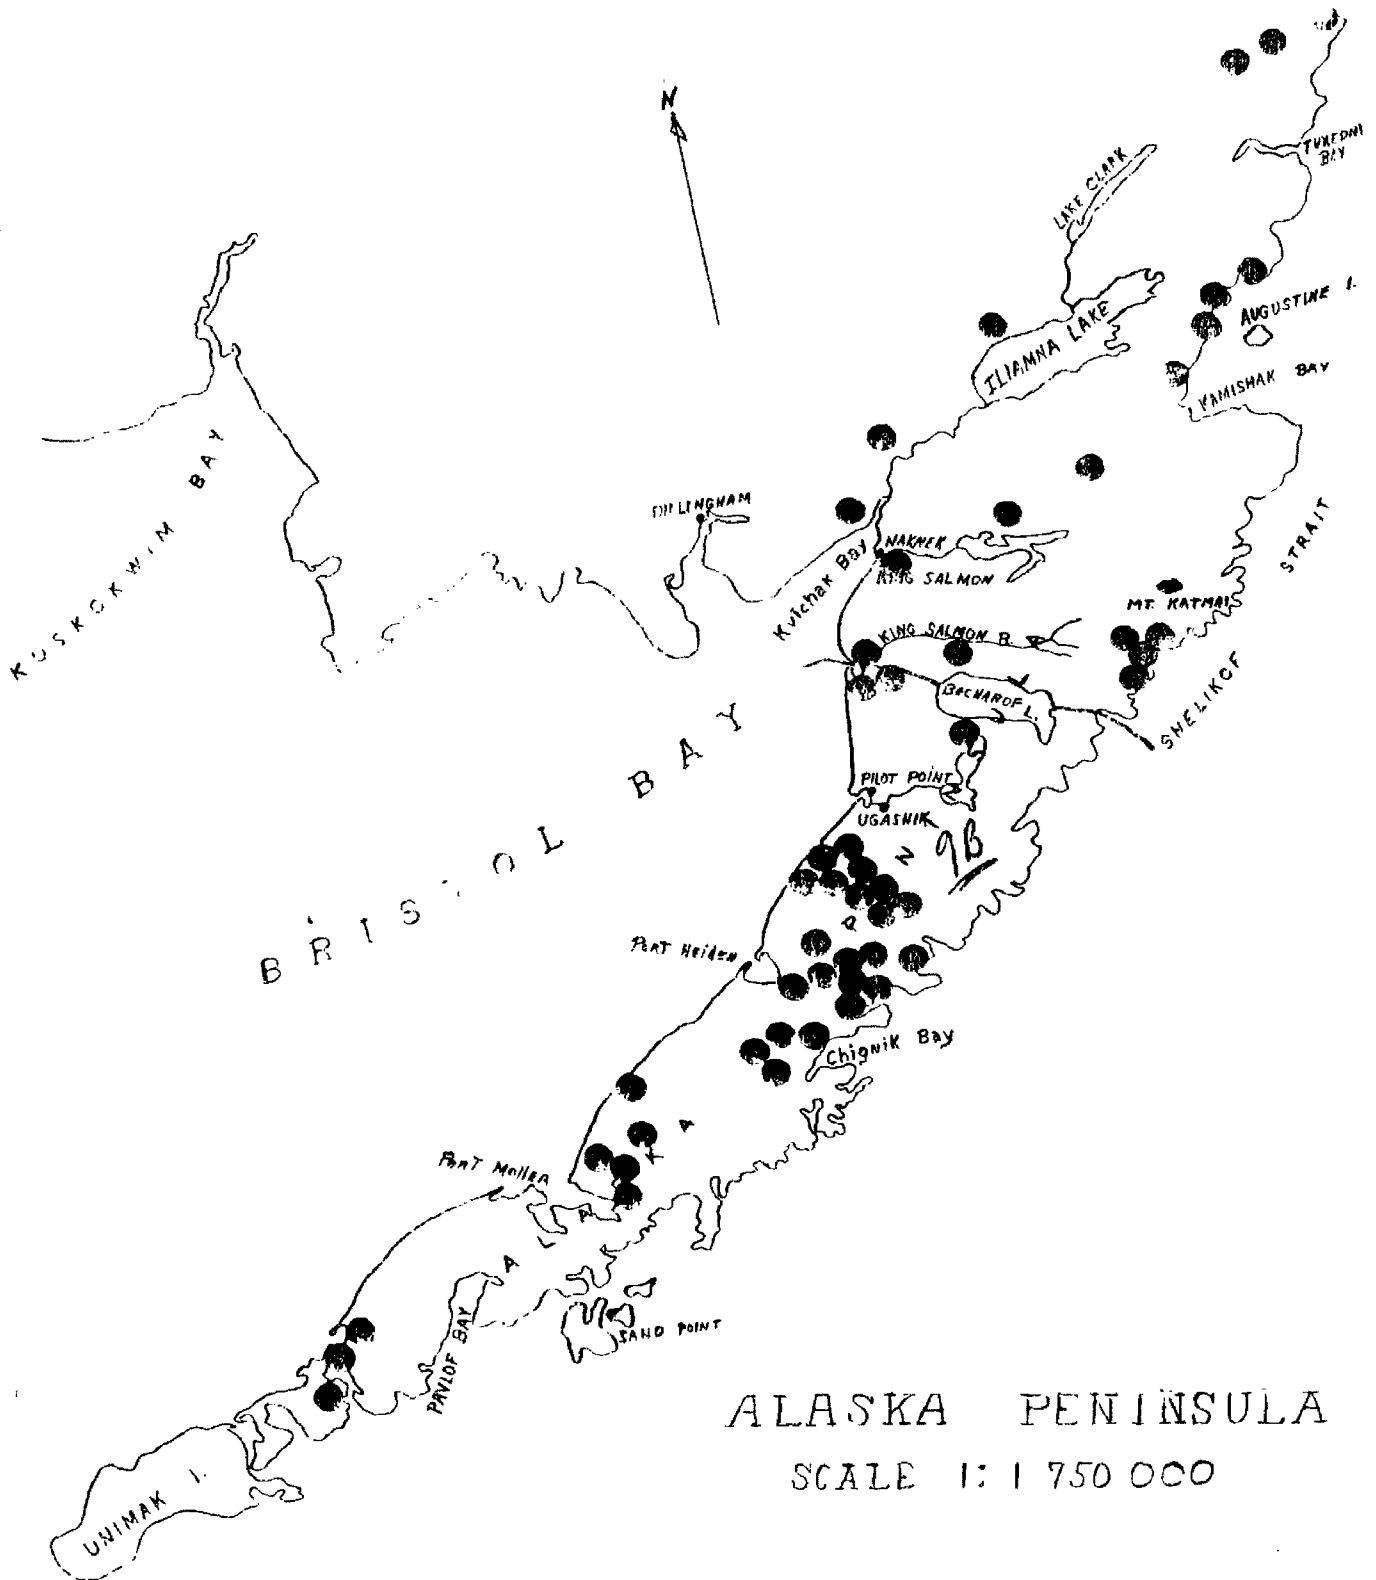 N
TUXEDNI
BAY
LAKE CLARK
AUGUSTINE I.
ILIAMNA LAKE
KAMISHAK BAY
KUSKOKWIM BAY
DILLINGHAM
NAKNEK
KING SALMON
Kvichak Bay
STRAIT
MT. KATMAI
KING SALMON R.
BECHAROF L.
SHELIKOF
BRISTOL BAY
PILOT POINT
UGASHIK
9B
Port Heiden
Chignik Bay
Port Moller
ALASKA
P
N
SAND POINT
PAVLOF BAY
UNIMAK I.
ALASKA PENINSULA
SCALE 1: 1 750 000